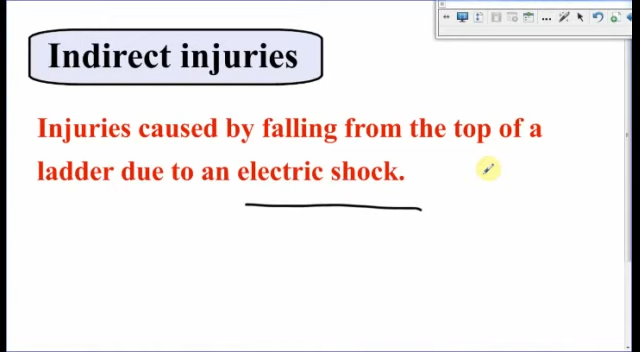 Indirect injuries
Injuries caused by falling from the top of a
ladder due to an electric shock.